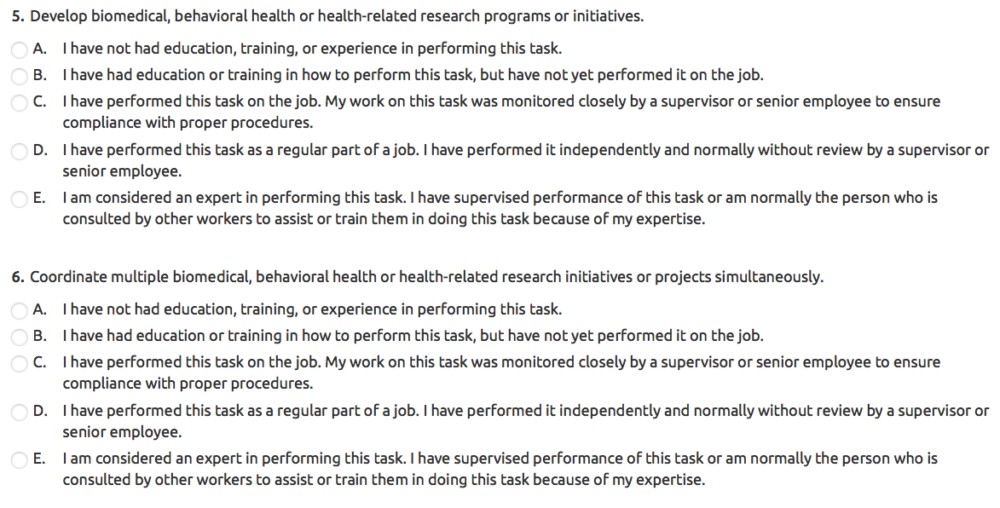 5. Develop biomedical, behavioral health or health-related research programs or initiatives.
A. I have not had education, training, or experience in performing this task.
B. I have had education or training in how to perform this task, but have not yet performed it on the job.
C. I have performed this task on the job. My work on this task was monitored closely by a supervisor or senior employee to ensure
compliance with proper procedures.
D. I have performed this task as a regular part of a job. I have performed it independently and normally without review by a supervisor or
senior employee.
E. I am considered an expert in performing this task. I have supervised performance of this task or am normally the person who is
consulted by other workers to assist or train them in doing this task because of my expertise.
6. Coordinate multiple biomedical, behavioral health or health-related research initiatives or projects simultaneously.
A. I have not had education, training, or experience in performing this task.
B. I have had education or training in how to perform this task, but have not yet performed it on the job.
C. I have performed this task on the job. My work on this task was monitored closely by a supervisor or senior employee to ensure
compliance with proper procedures.
D. I have performed this task as a regular part of a job. I have performed it independently and normally without review by a supervisor or
senior employee.
E. I am considered an expert in performing this task. I have supervised performance of this task or am normally the person who is
consulted by other workers to assist or train them in doing this task because of my expertise.